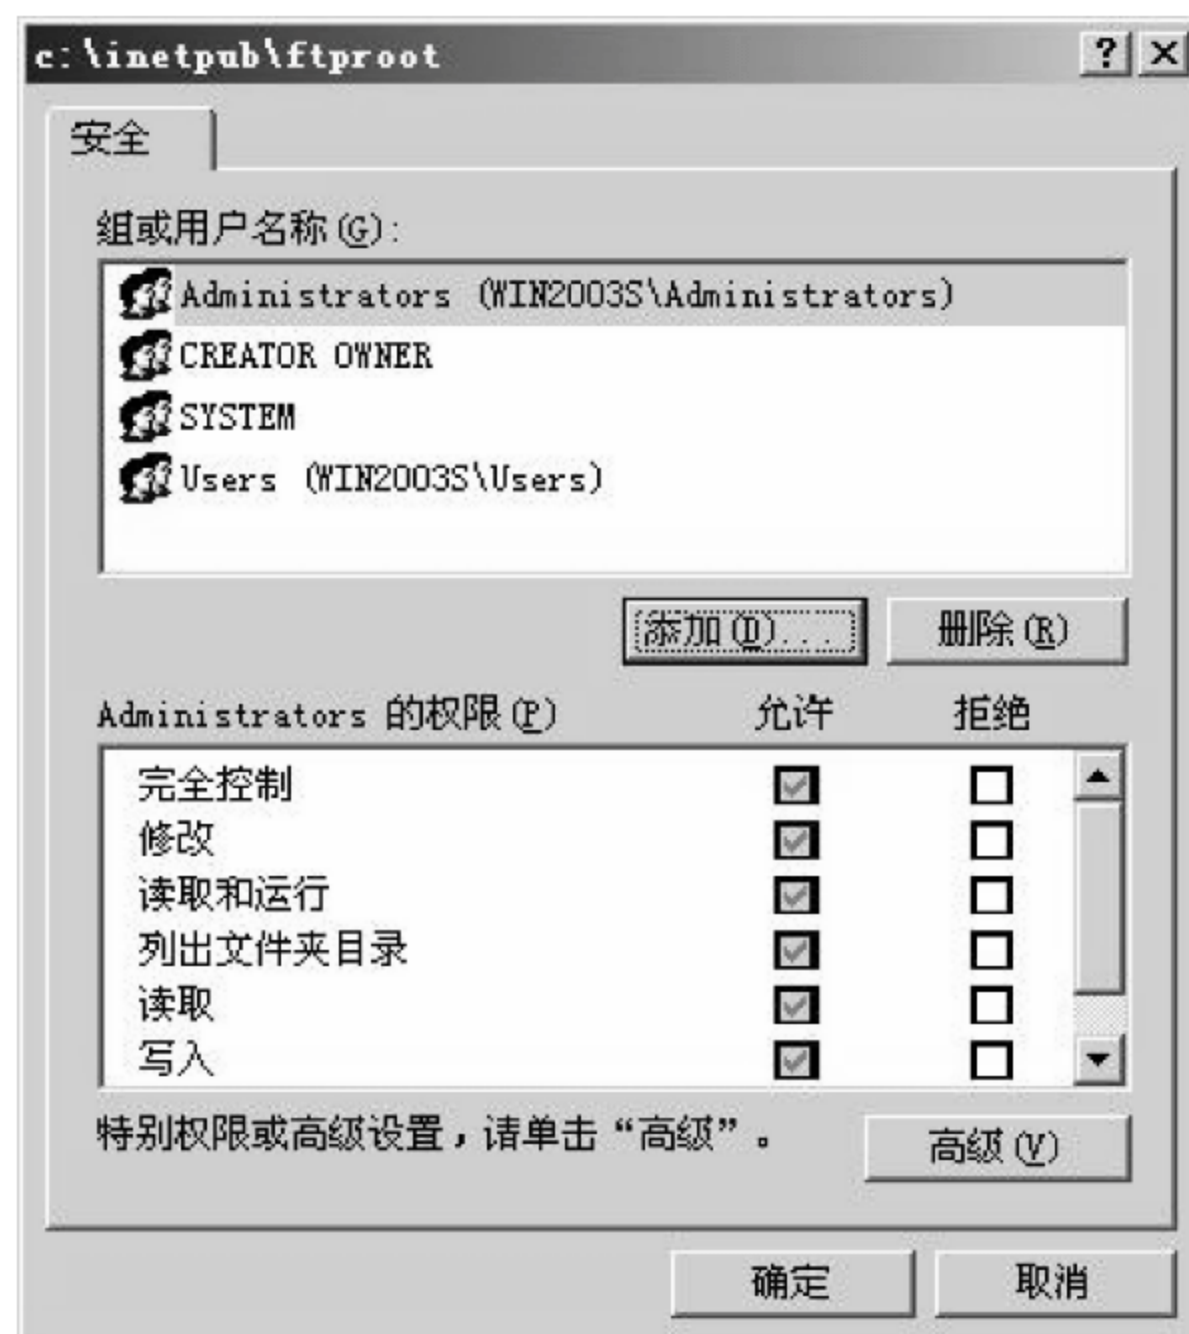 c:\inetpub\ftproot
安全
组或用户名称(G):
Administrators (WIN2003S\Administrators)
CREATOR OWNER
SYSTEM
Users (WIN2003S\Users)
添加(D)... 删除(R)
Administrators 的权限(P) 允许 拒绝
完全控制
修改
读取和运行
列出文件夹目录
读取
写入
特别权限或高级设置，请单击“高级”。 高级(V)
确定 取消